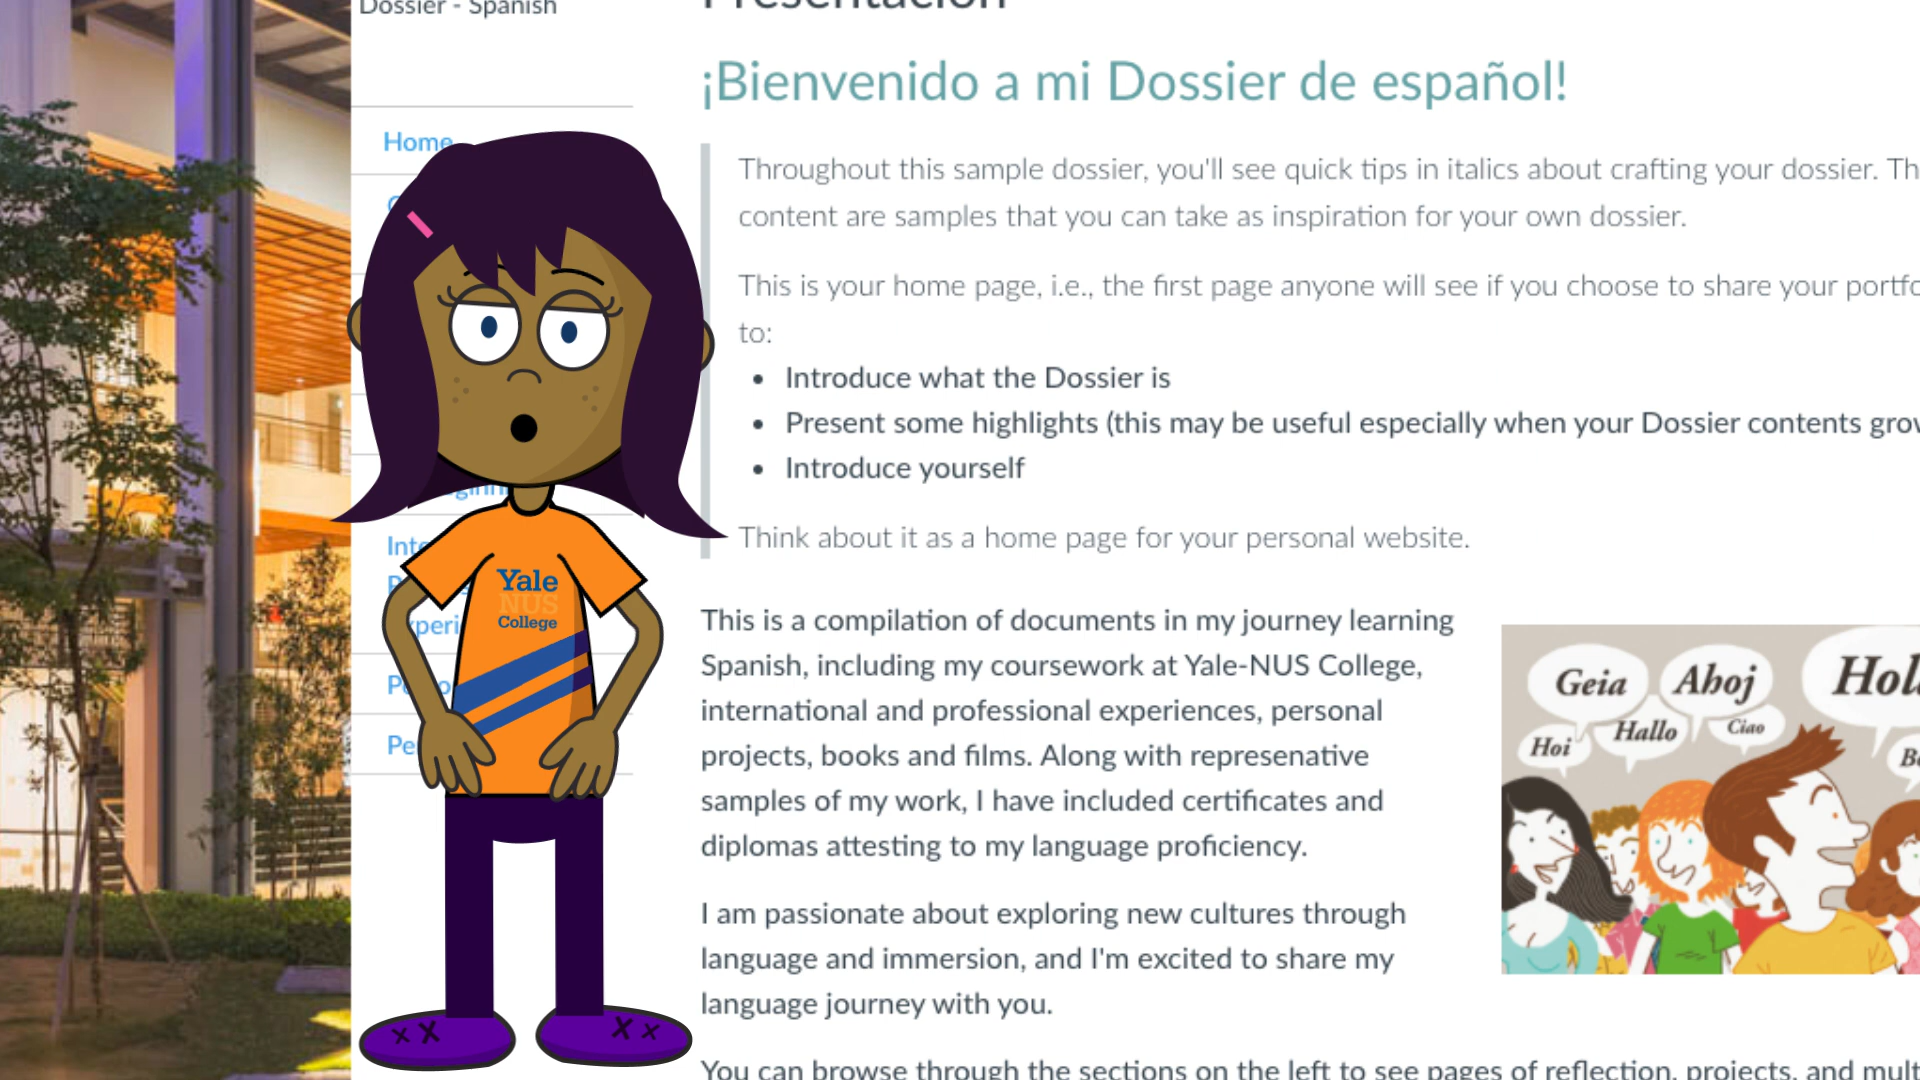 Dossier - Spanish
Presentación
¡Bienvenido a mi Dossier de español!
Home
Throughout this sample dossier, you'll see quick tips in italics about crafting your dossier. Th
content are samples that you can take as inspiration for your own dossier.
This is your home page, i.e., the first page anyone will see if you choose to share your portfo
to:
Introduce what the Dossier is
Present some highlights (this may be useful especially when your Dossier contents grow
Introduce yourself
Think about it as a home page for your personal website.
Yale
NUS
College
This is a compilation of documents in my journey learning
Spanish, including my coursework at Yale-NUS College,
international and professional experiences, personal
projects, books and films. Along with represenative
samples of my work, I have included certificates and
diplomas attesting to my language proficiency.
I am passionate about exploring new cultures through
language and immersion, and I'm excited to share my
language journey with you.
You can browse through the sections on the left to see pages of reflection, projects, and mult
Geia
Ahoj
Hola
Hoi
Hallo
Ciao